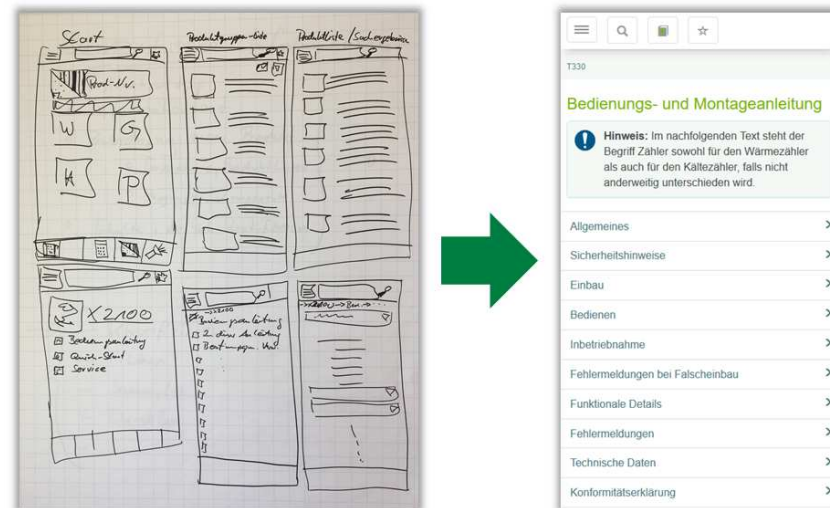 Start
Produktgruppen-Liste
Produktliste / Suchergebnisse
Prod-Nr.
W
G
P
X2100
Bedienungsanleitung
Quick-Start
Service
T330
Bedienungs- und Montageanleitung
Hinweis: Im nachfolgenden Text steht der
Begriff Zähler sowohl für den Wärmezähler
als auch für den Kältezähler, falls nicht
anderweitig unterschieden wird.
Allgemeines
Sicherheitshinweise
Einbau
Bedienen
Inbetriebnahme
Fehlermeldungen bei Falscheinbau
Funktionale Details
Fehlermeldungen
Technische Daten
Konformitätserklärung